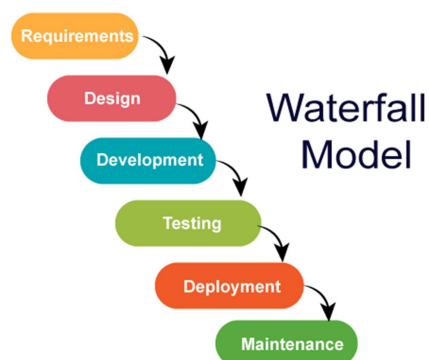 Requirements
Design
Waterfall
Model
Development
Testing
Deployment
Maintenance